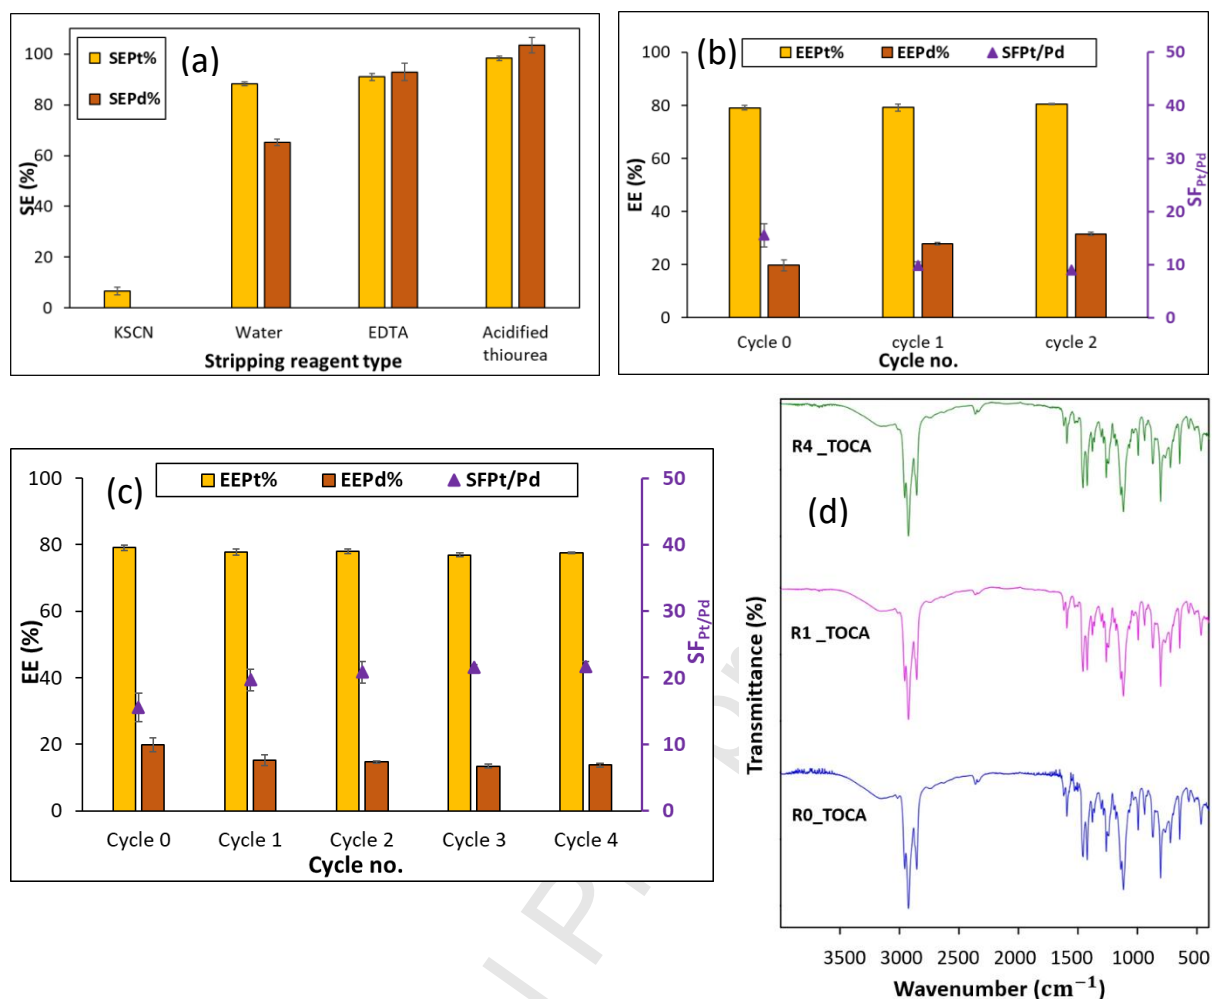 (a)
SEPt%
SEPd%
100
80
60
40
20
0
SE (%)
KSCN
Water
EDTA
Acidified
thiourea
Stripping reagent type
(b)
EEPt%
EEPd%
SFPt/Pd
100
80
60
40
20
0
EE (%)
50
40
30
20
10
0
SFPt/Pd
Cycle 0
cycle 1
cycle 2
Cycle no.
(c)
EEPt%
EEPd%
SFPt/Pd
100
80
60
40
20
0
EE (%)
50
40
30
20
10
0
SFPt/Pd
Cycle 0
Cycle 1
Cycle 2
Cycle 3
Cycle 4
Cycle no.
(d)
R4 _TOCA
R1 _TOCA
R0_TOCA
Transmittance (%)
3500
3000
2500
2000
1500
1000
500
Wavenumber (cm⁻¹)